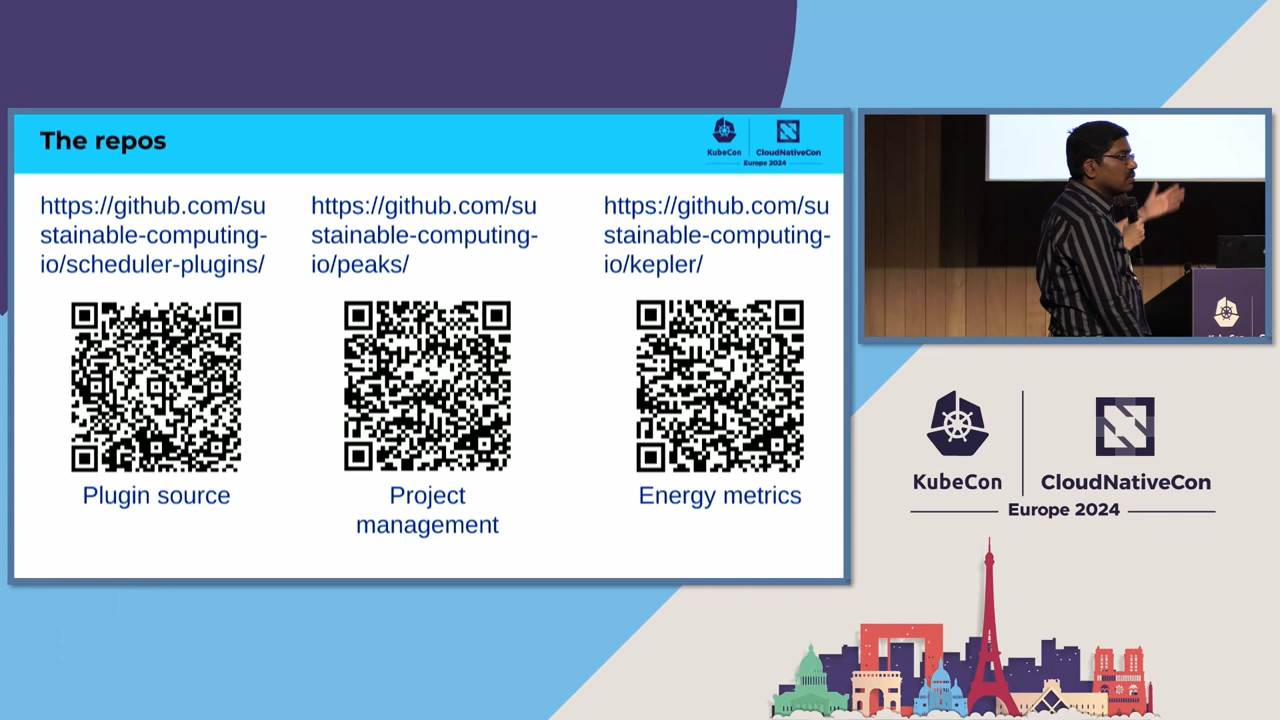 The repos
KubeCon
CloudNativeCon
Europe 2024
https://github.com/su
stainable-computing-
io/scheduler-plugins/
https://github.com/su
stainable-computing-
io/peaks/
https://github.com/su
stainable-computing-
io/kepler/
Plugin source
Project
management
Energy metrics
KubeCon
CloudNativeCon
Europe 2024